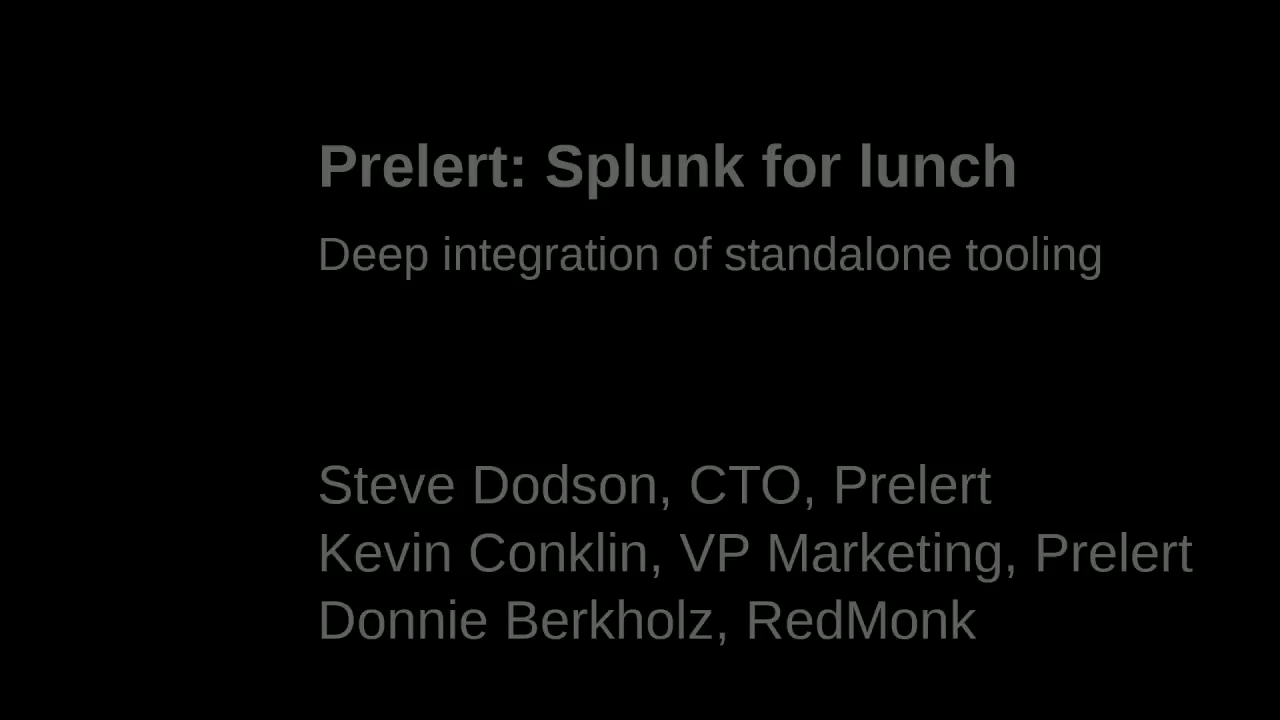 Prelert: Splunk for lunch
Deep integration of standalone tooling
Steve Dodson, CTO, Prelert
Kevin Conklin, VP Marketing, Prelert
Donnie Berkholz, RedMonk